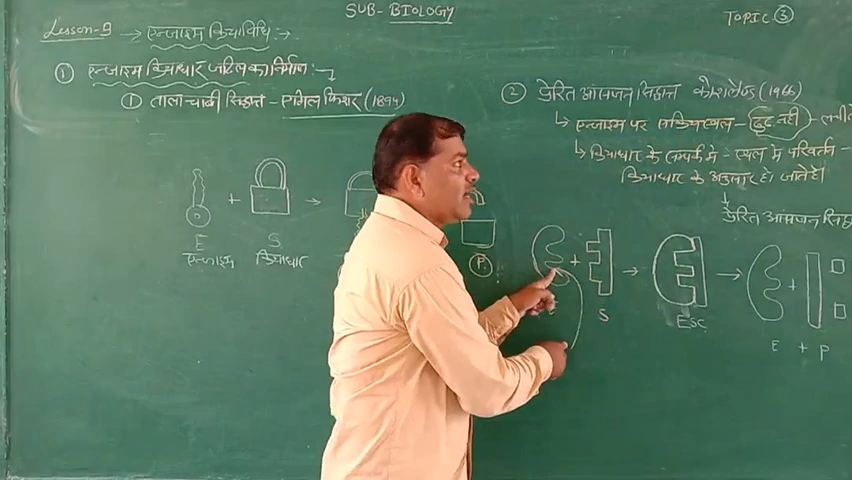 SUB- BIOLOGY
TOPIC. ③
Lesson-9 → एन्जाइम क्रियाविधि :→
① एन्जाइम क्रियाधार जटिल का निर्माण:
① ताला चाबी सिद्धान्त - एमिल फिशर (1894)
E + S →
एन्जाइम क्रियाधार
P.
② प्रेरित आसंजन सिद्धान्त कोशलैण्ड (1966)
↳ एन्जाइम पर सक्रिय स्थल - दृढ़ नही -
↳ क्रियाधार के सम्पर्क मे - स्थल मे परिवर्तन -
क्रियाधार के अनुसार हो जाते है।
↓
प्रेरित आसंजन
+ S → ESC → E + P